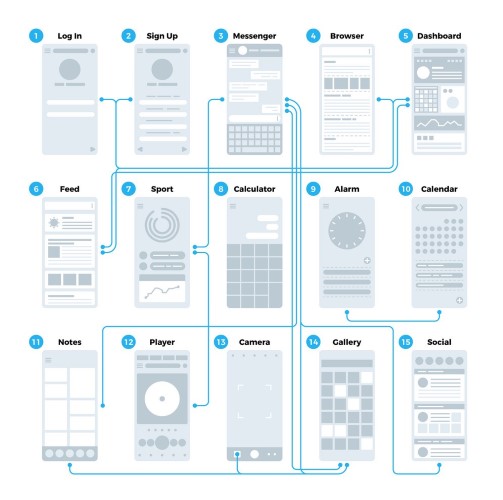 1 Log In
2 Sign Up
3 Messenger
4 Browser
5 Dashboard
6 Feed
7 Sport
8 Calculator
9 Alarm
10 Calendar
11 Notes
12 Player
13 Camera
14 Gallery
15 Social